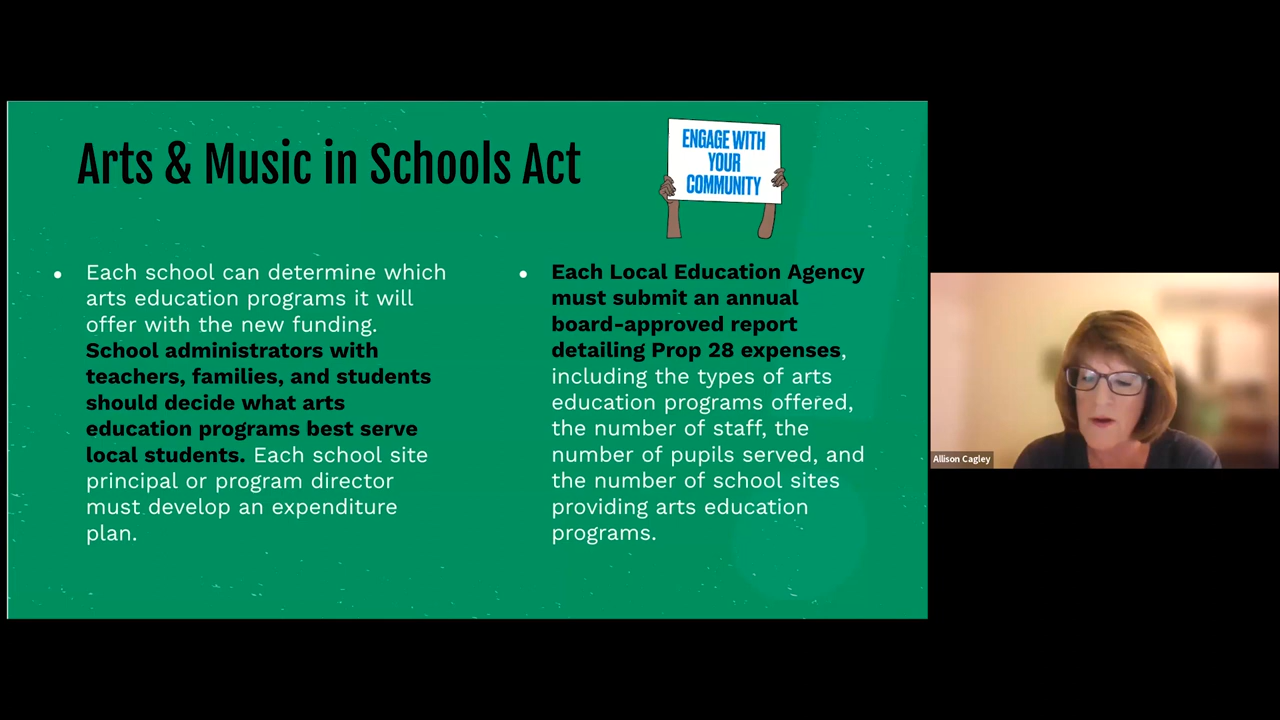 Arts & Music in Schools Act
ENGAGE WITH
YOUR
COMMUNITY
• Each school can determine which
arts education programs it will
offer with the new funding.
School administrators with
teachers, families, and students
should decide what arts
education programs best serve
local students. Each school site
principal or program director
must develop an expenditure
plan.
• Each Local Education Agency
must submit an annual
board-approved report
detailing Prop 28 expenses,
including the types of arts
education programs offered,
the number of staff, the
number of pupils served, and
the number of school sites
providing arts education
programs.
Allison Cagley